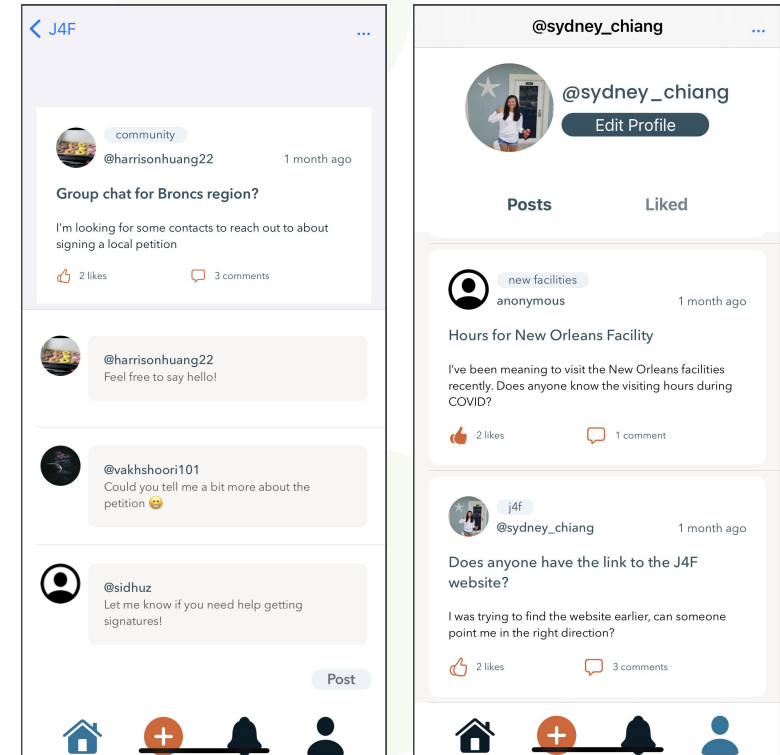 J4F
...
community
@harrisonhuang22
1 month ago
Group chat for Broncs region?
I'm looking for some contacts to reach out to about
signing a local petition
2 likes
3 comments
@harrisonhuang22
Feel free to say hello!
@vakhshoori101
Could you tell me a bit more about the
petition 😁
@sidhuz
Let me know if you need help getting
signatures!
Post
@sydney_chiang
...
@sydney_chiang
Edit Profile
Posts
Liked
new facilities
anonymous
1 month ago
Hours for New Orleans Facility
I've been meaning to visit the New Orleans facilities
recently. Does anyone know the visiting hours during
COVID?
2 likes
1 comment
j4f
@sydney_chiang
1 month ago
Does anyone have the link to the J4F
website?
I was trying to find the website earlier, can someone
point me in the right direction?
2 likes
3 comments